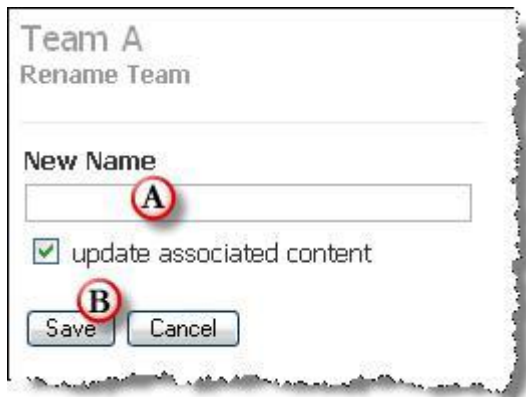 Team A
Rename Team
New Name
A
update associated content
B
Save Cancel